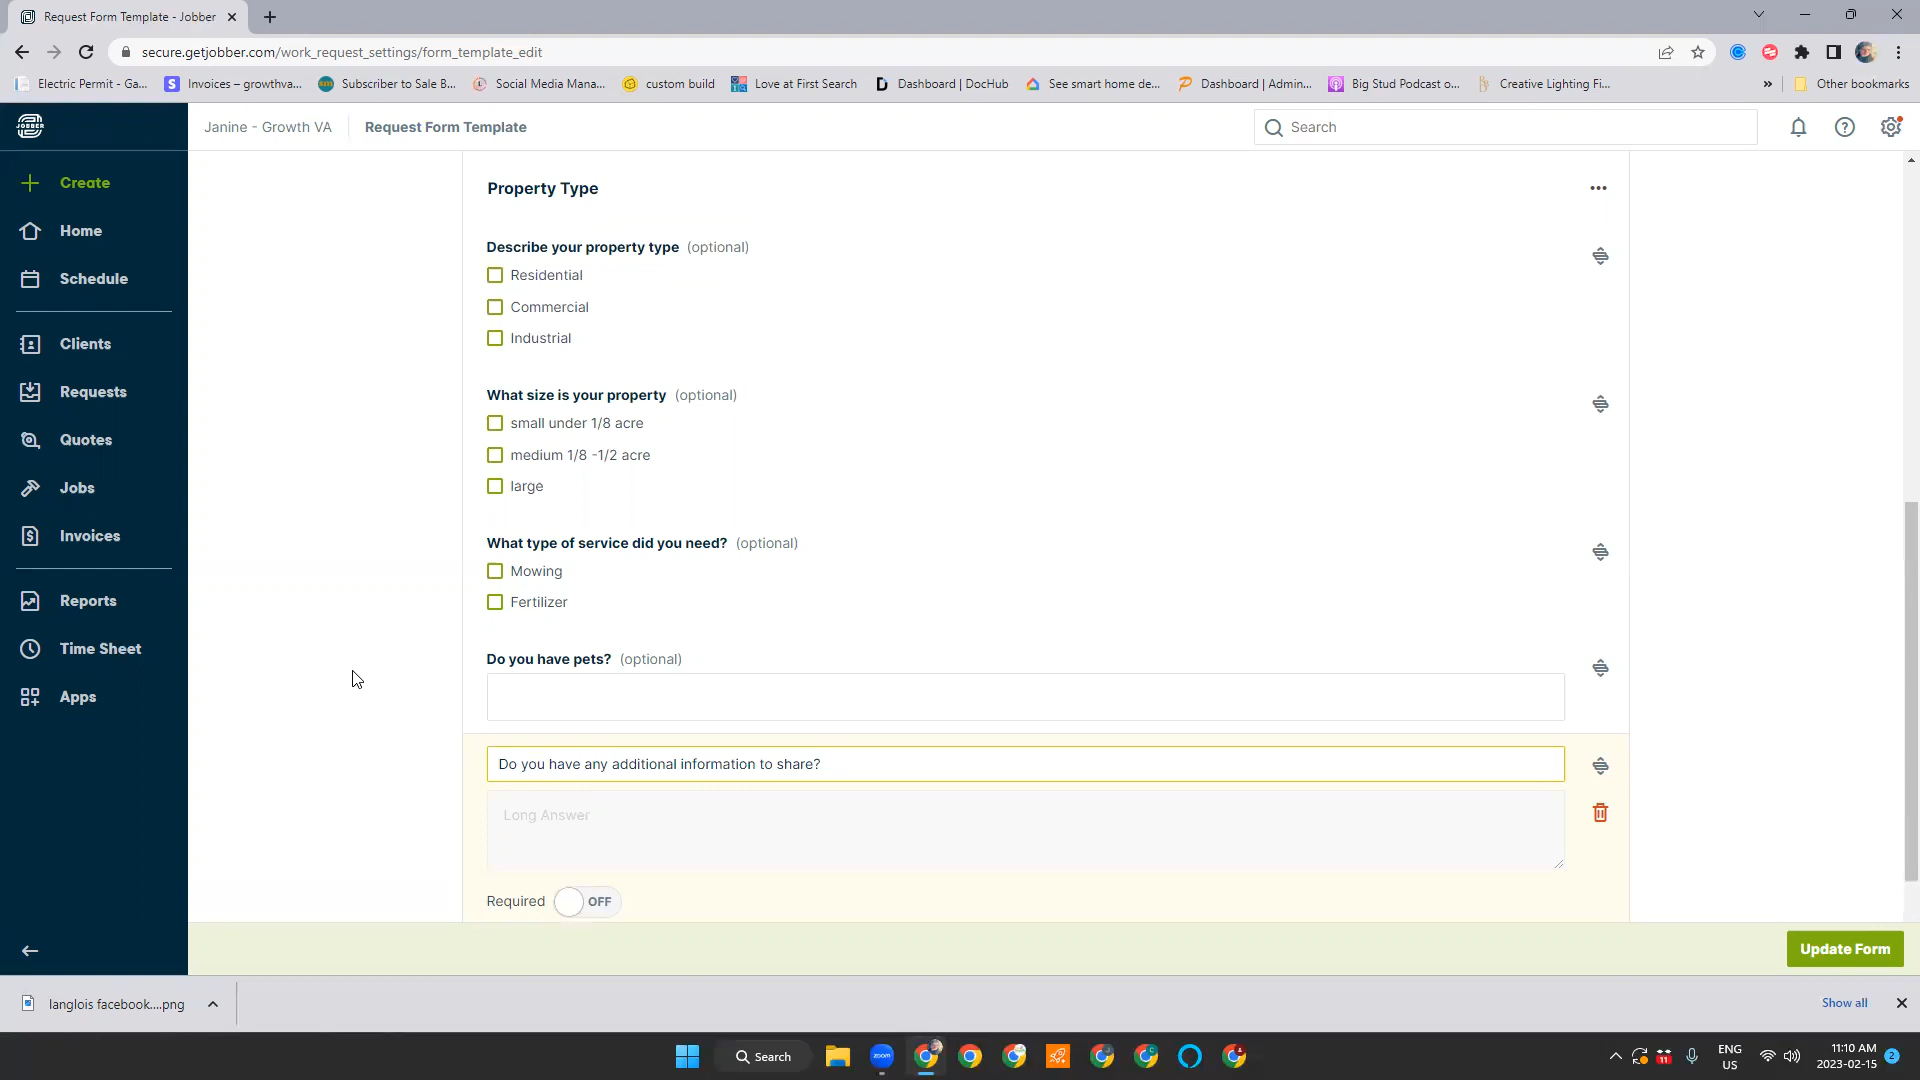 Request Form Template - Jobber
secure.getjobber.com/work_request_settings/form_template_edit
Electric Permit - Ga...
Invoices – growthva...
Subscriber to Sale B...
Social Media Mana...
custom build
Love at First Search
Dashboard | DocHub
See smart home de...
Dashboard | Admin...
Big Stud Podcast o...
Creative Lighting Fi...
»
Other bookmarks
JOBBER
Janine - Growth VA
Request Form Template
Search
Create
Home
Schedule
Clients
Requests
Quotes
Jobs
Invoices
Reports
Time Sheet
Apps
Property Type
Describe your property type (optional)
Residential
Commercial
Industrial
What size is your property (optional)
small under 1/8 acre
medium 1/8 -1/2 acre
large
What type of service did you need? (optional)
Mowing
Fertilizer
Do you have pets? (optional)
Do you have any additional information to share?
Long Answer
Required OFF
Update Form
langlois facebook....png
Show all
Search
zoom
11
ENG
US
11:10 AM
2023-02-15
2